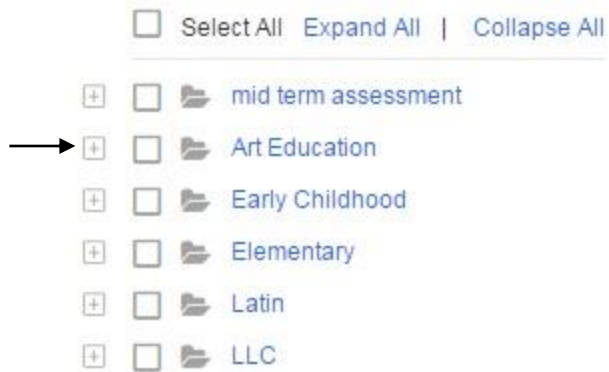 Select All Expand All | Collapse All
mid term assessment
Art Education
Early Childhood
Elementary
Latin
LLC